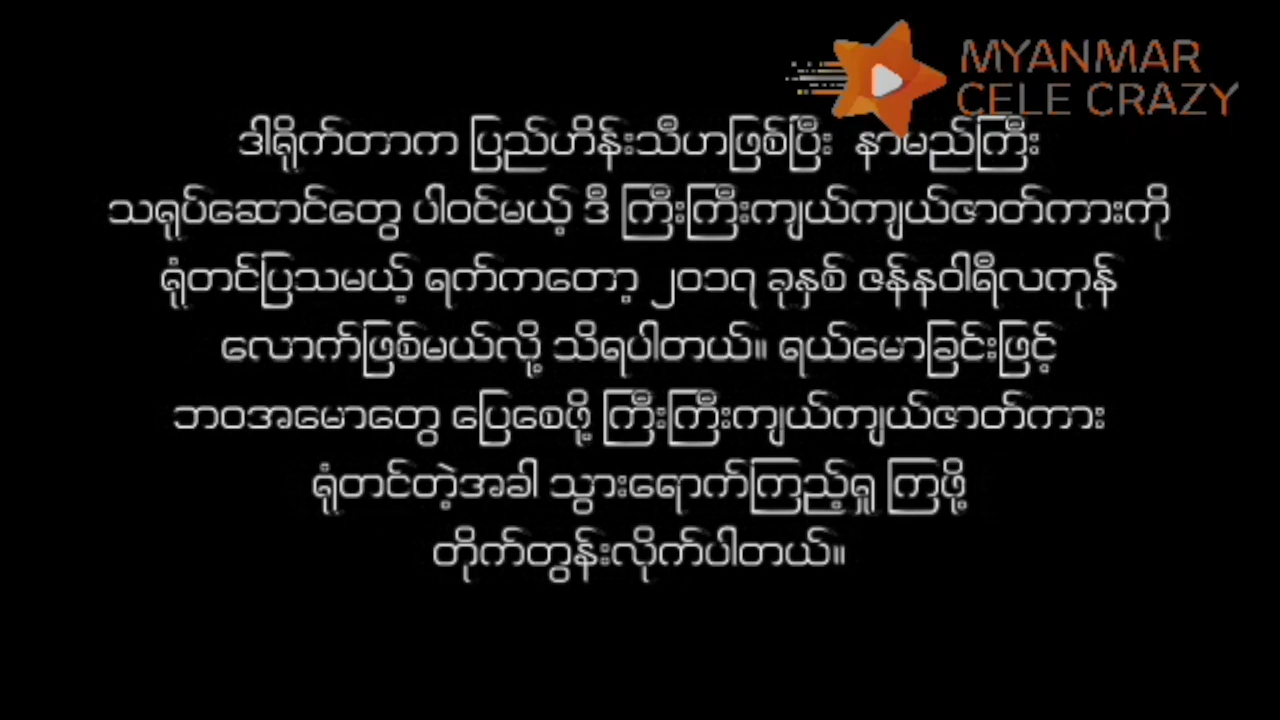 MYANMAR
CELE CRAZY
ဒါရိုက်တာက ပြည်ဟိန်းသီဟဖြစ်ပြီး နာမည်ကြီး
သရုပ်ဆောင်တွေ ပါဝင်မယ့် ဒီ ကြီးကြီးကျယ်ကျယ်ဇာတ်ကားကို
ရုံတင်ပြသမယ့် ရက်ကတော့ ၂၀၁၇ ခုနှစ် ဇန်နဝါရီလကုန်
လောက်ဖြစ်မယ်လို့ သိရပါတယ်။ ရယ်မောခြင်းဖြင့်
ဘဝအမောတွေ ပြေစေဖို့ ကြီးကြီးကျယ်ကျယ်ဇာတ်ကား
ရုံတင်တဲ့အခါ သွားရောက်ကြည့်ရှု ကြဖို့
တိုက်တွန်းလိုက်ပါတယ်။